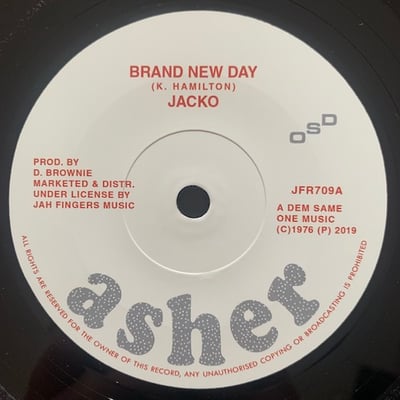 BRAND NEW DAY
(K. HAMILTON)
JACKO
OSD
PROD. BY
D. BROWNIE
MARKETED & DISTR.
UNDER LICENSE BY
JAH FINGERS MUSIC
JFR709A
A DEM SAME
ONE MUSIC
(C)1976 (P) 2019
asher
ALL RIGHTS ARE RESERVED FOR THE OWNER OF THIS RECORD, ANY UNAUTHORISED COPYING OR BROADCASTING IS PROHIBITED